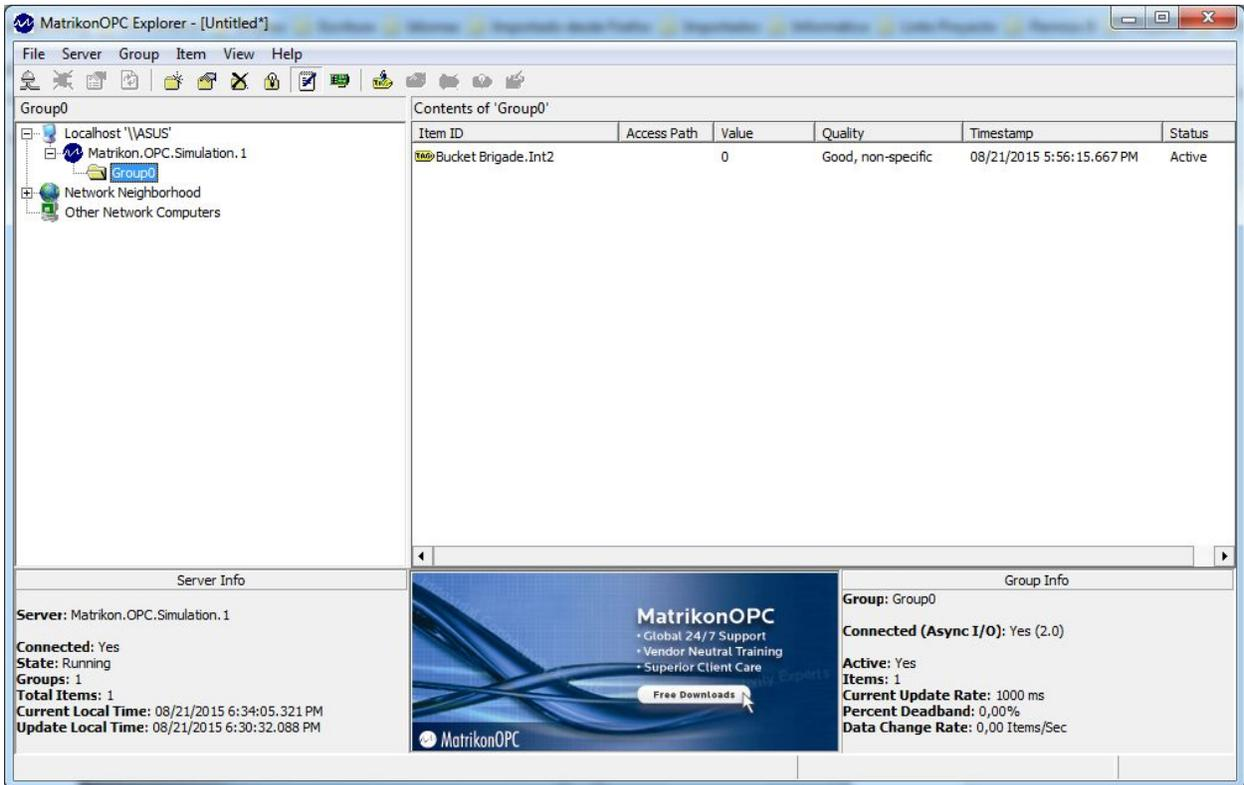 MatrikonOPC Explorer - [Untitled*]
File Server Group Item View Help
Group0
Contents of 'Group0'
Localhost '\\ASUS'
Matrikon.OPC.Simulation.1
Group0
Network Neighborhood
Other Network Computers
Item ID Access Path Value Quality Timestamp Status
TAG Bucket Brigade.Int2 0 Good, non-specific 08/21/2015 5:56:15.667 PM Active
Server Info
Server: Matrikon.OPC.Simulation.1
Connected: Yes
State: Running
Groups: 1
Total Items: 1
Current Local Time: 08/21/2015 6:34:05.321 PM
Update Local Time: 08/21/2015 6:30:32.088 PM
MatrikonOPC
• Global 24/7 Support
• Vendor Neutral Training
• Superior Client Care
Free Downloads
MatrikonOPC
Group Info
Group: Group0
Connected (Async I/O): Yes (2.0)
Active: Yes
Items: 1
Current Update Rate: 1000 ms
Percent Deadband: 0,00%
Data Change Rate: 0,00 Items/Sec